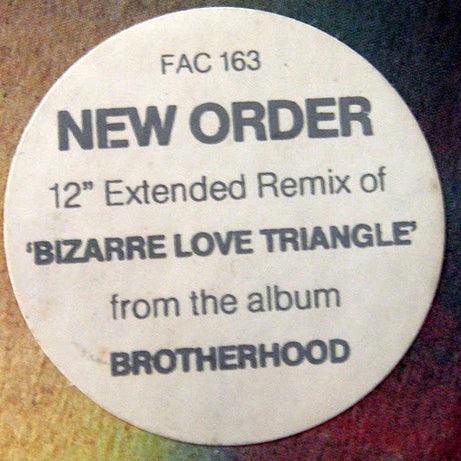 FAC 163
NEW ORDER
12” Extended Remix of
‘BIZARRE LOVE TRIANGLE’
from the album
BROTHERHOOD